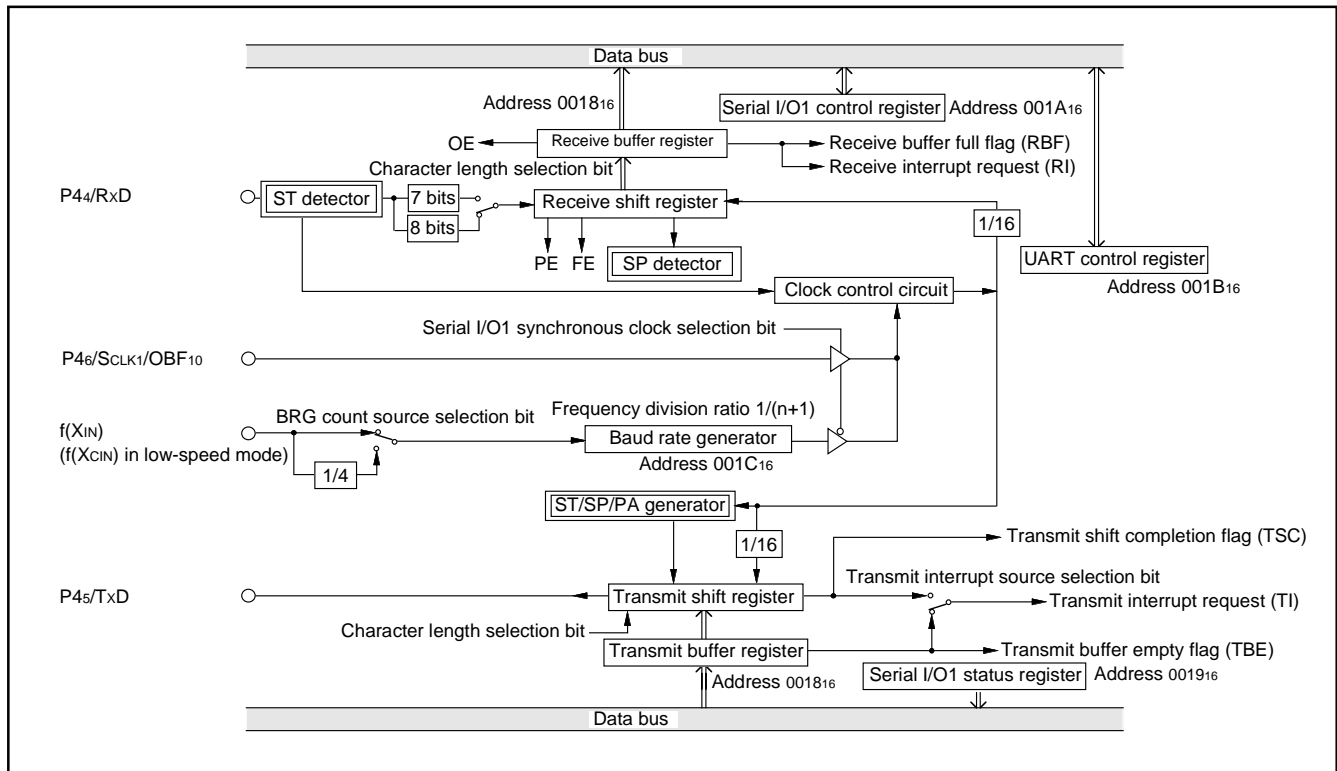 Data bus
Address 0018₁₆
Serial I/O1 control register Address 001A₁₆
OE
Receive buffer register
Receive buffer full flag (RBF)
Receive interrupt request (RI)
Character length selection bit
P4₄/RxD
ST detector
7 bits
8 bits
Receive shift register
1/16
PE FE
SP detector
UART control register
Address 001B₁₆
Clock control circuit
Serial I/O1 synchronous clock selection bit
P4₆/SCLK1/OBF₁₀
BRG count source selection bit
Frequency division ratio 1/(n+1)
f(XIN)
(f(XCIN) in low-speed mode)
Baud rate generator
Address 001C₁₆
1/4
ST/SP/PA generator
1/16
Transmit shift completion flag (TSC)
Transmit interrupt source selection bit
P4₅/TxD
Transmit shift register
Transmit interrupt request (TI)
Character length selection bit
Transmit buffer register
Transmit buffer empty flag (TBE)
Address 0018₁₆
Serial I/O1 status register Address 0019₁₆
Data bus